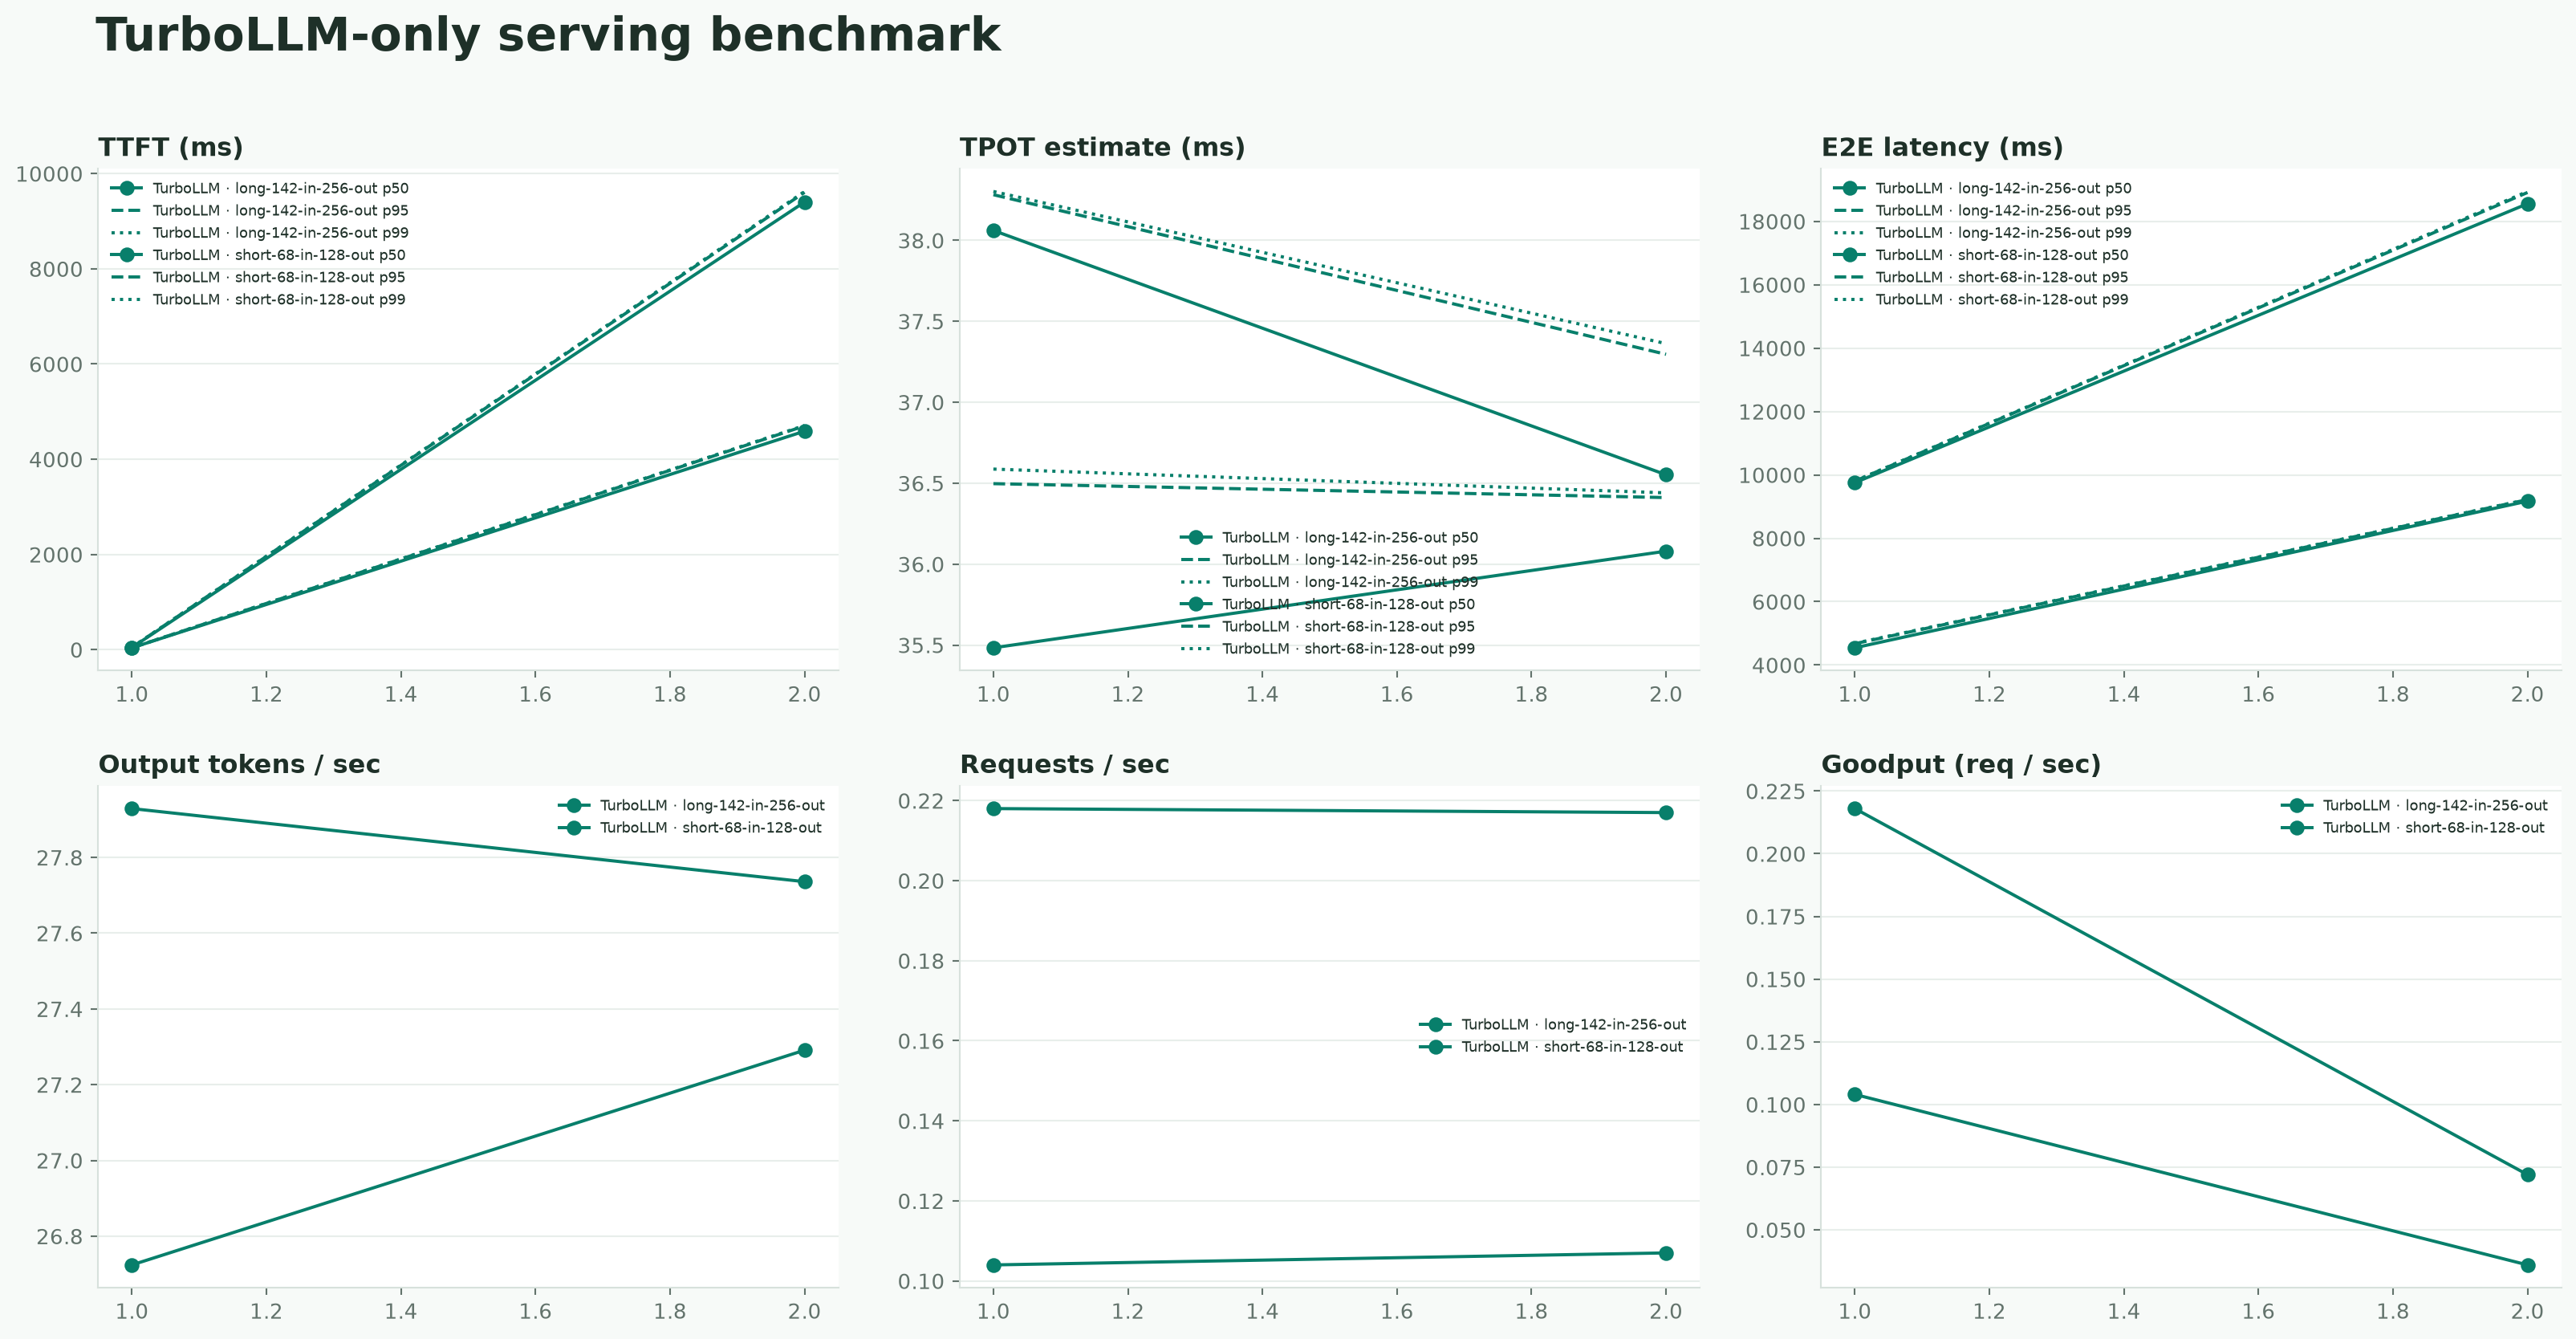 TurboLLM-only serving benchmark
TTFT (ms)
10000
8000
6000
4000
2000
0
TurboLLM · long-142-in-256-out p50
TurboLLM · long-142-in-256-out p95
TurboLLM · long-142-in-256-out p99
TurboLLM · short-68-in-128-out p50
TurboLLM · short-68-in-128-out p95
TurboLLM · short-68-in-128-out p99
1.0 1.2 1.4 1.6 1.8 2.0
TPOT estimate (ms)
38.0
37.5
37.0
36.5
36.0
35.5
TurboLLM · long-142-in-256-out p50
TurboLLM · long-142-in-256-out p95
TurboLLM · long-142-in-256-out p99
TurboLLM · short-68-in-128-out p50
TurboLLM · short-68-in-128-out p95
TurboLLM · short-68-in-128-out p99
1.0 1.2 1.4 1.6 1.8 2.0
E2E latency (ms)
18000
16000
14000
12000
10000
8000
6000
4000
TurboLLM · long-142-in-256-out p50
TurboLLM · long-142-in-256-out p95
TurboLLM · long-142-in-256-out p99
TurboLLM · short-68-in-128-out p50
TurboLLM · short-68-in-128-out p95
TurboLLM · short-68-in-128-out p99
1.0 1.2 1.4 1.6 1.8 2.0
Output tokens / sec
27.8
27.6
27.4
27.2
27.0
26.8
TurboLLM · long-142-in-256-out
TurboLLM · short-68-in-128-out
1.0 1.2 1.4 1.6 1.8 2.0
Requests / sec
0.22
0.20
0.18
0.16
0.14
0.12
0.10
TurboLLM · long-142-in-256-out
TurboLLM · short-68-in-128-out
1.0 1.2 1.4 1.6 1.8 2.0
Goodput (req / sec)
0.225
0.200
0.175
0.150
0.125
0.100
0.075
0.050
TurboLLM · long-142-in-256-out
TurboLLM · short-68-in-128-out
1.0 1.2 1.4 1.6 1.8 2.0